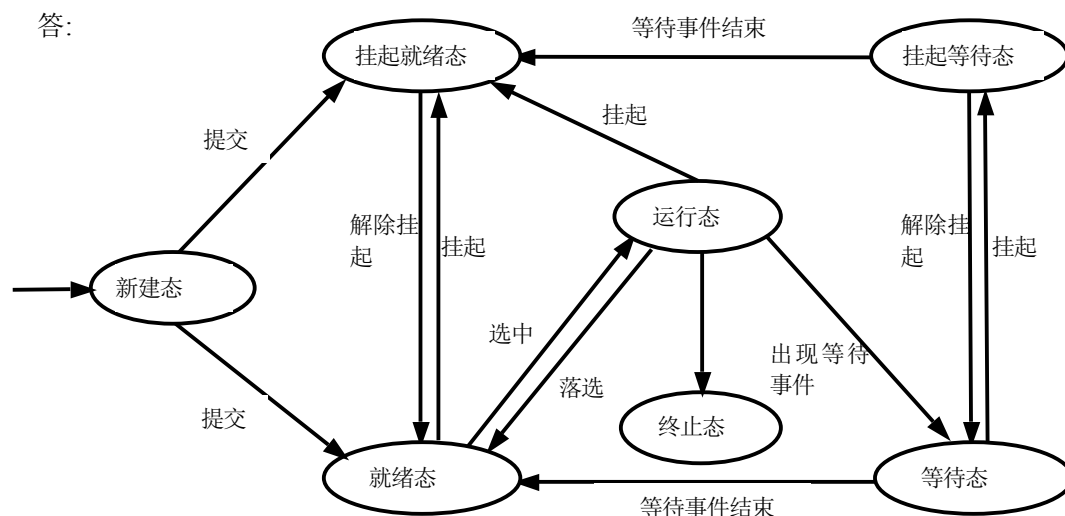 答:
等待事件结束
挂起就绪态
挂起等待态
挂起
提交
解除挂
起
挂起
运行态
解除挂
起
挂起
新建态
选中
落选
出现等待
事件
提交
终止态
就绪态
等待态
等待事件结束